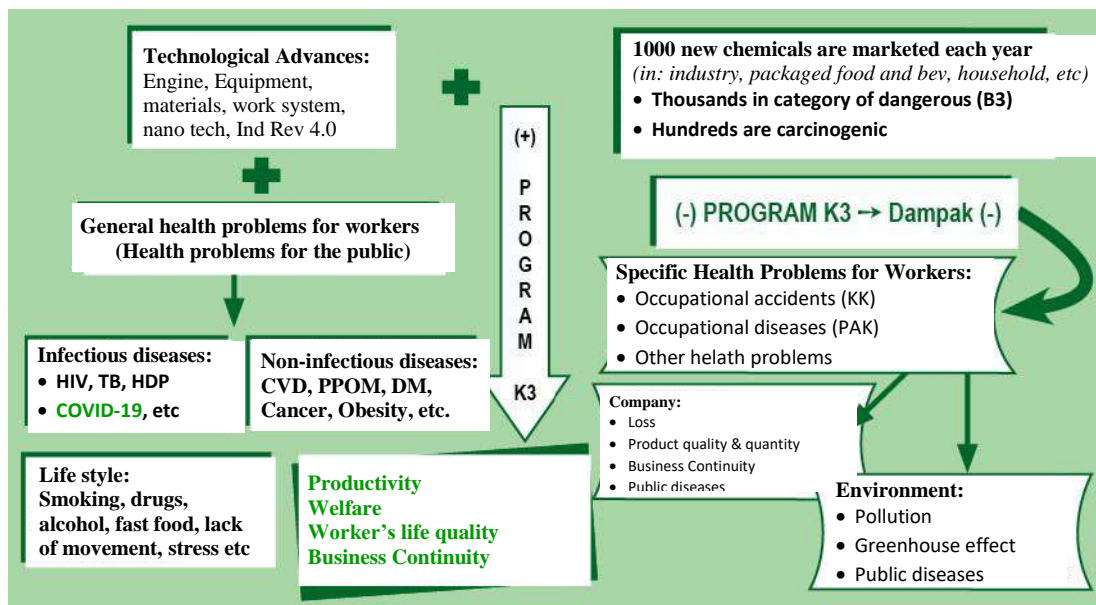 Technological Advances:
Engine, Equipment,
materials, work system,
nano tech, Ind Rev 4.0
1000 new chemicals are marketed each year
(in: industry, packaged food and bev, household, etc)
• Thousands in category of dangerous (B3)
• Hundreds are carcinogenic
(+)
P
R
O
G
R
A
M
K3
General health problems for workers
(Health problems for the public)
(-) PROGRAM K3 → Dampak (-)
Specific Health Problems for Workers:
• Occupational accidents (KK)
• Occupational diseases (PAK)
• Other helath problems
Infectious diseases:
• HIV, TB, HDP
• COVID-19, etc
Non-infectious diseases:
CVD, PPOM, DM,
Cancer, Obesity, etc.
Company:
• Loss
• Product quality & quantity
• Business Continuity
• Public diseases
Life style:
Smoking, drugs,
alcohol, fast food, lack
of movement, stress etc
Productivity
Welfare
Worker's life quality
Business Continuity
Environment:
• Pollution
• Greenhouse effect
• Public diseases